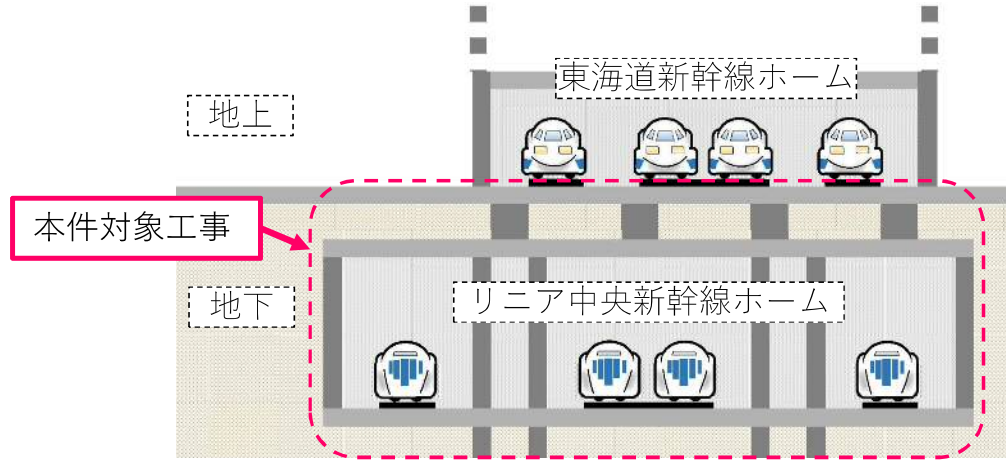 東海道新幹線ホーム
地上
本件対象工事
地下
リニア中央新幹線ホーム